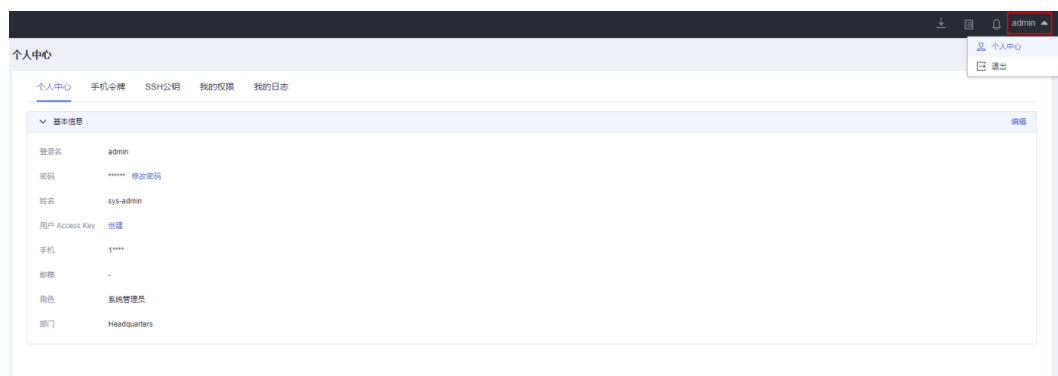 admin
个人中心
退出
个人中心
个人中心 手机令牌 SSH公钥 我的权限 我的日志
基本信息 编辑
登录名 admin
密码 ****** 修改密码
姓名 sys-admin
用户 Access Key 创建
手机 1****
邮箱 -
角色 系统管理员
部门 Headquarters